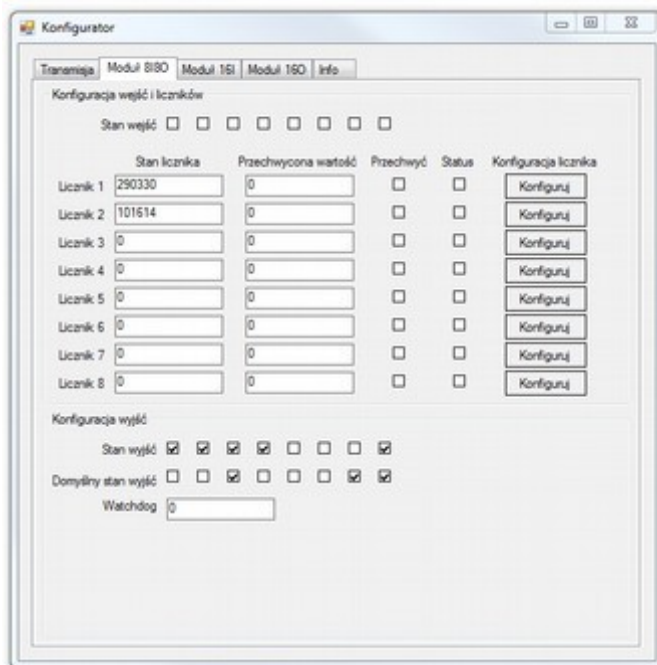 Konfigurator
Transmisja Moduł 8I8O Moduł 16I Moduł 16O Info
Konfiguracja wejść i liczników
Stan wejść
Stan licznika Przechwycona wartość Przechwyć Status Konfiguracja licznika
Licznik 1 290330 0 Konfiguruj
Licznik 2 101614 0 Konfiguruj
Licznik 3 0 0 Konfiguruj
Licznik 4 0 0 Konfiguruj
Licznik 5 0 0 Konfiguruj
Licznik 6 0 0 Konfiguruj
Licznik 7 0 0 Konfiguruj
Licznik 8 0 0 Konfiguruj
Konfiguracja wyjść
Stan wyjść
Domyślny stan wyjść
Watchdog 0